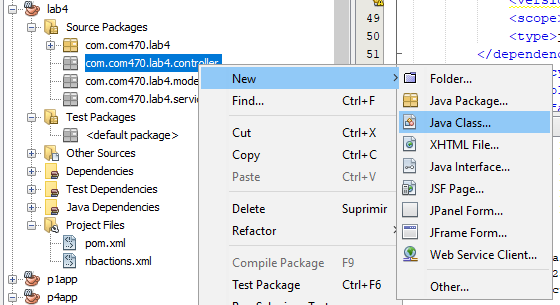 lab4
Source Packages
com.com470.lab4
com.com470.lab4.controller
com.com470.lab4.mode
com.com470.lab4.servi
Test Packages
<default package>
Other Sources
Dependencies
Test Dependencies
Java Dependencies
Project Files
pom.xml
nbactions.xml
p1app
p4app
New
Find... Ctrl+F
Cut Ctrl+X
Copy Ctrl+C
Paste Ctrl+V
Delete Suprimir
Refactor
Compile Package F9
Test Package Ctrl+F6
Folder...
Java Package...
Java Class...
XHTML File...
Java Interface...
JSF Page...
JPanel Form...
JFrame Form...
Web Service Client...
Other...
49
50
51
<scope
<type>
</depende